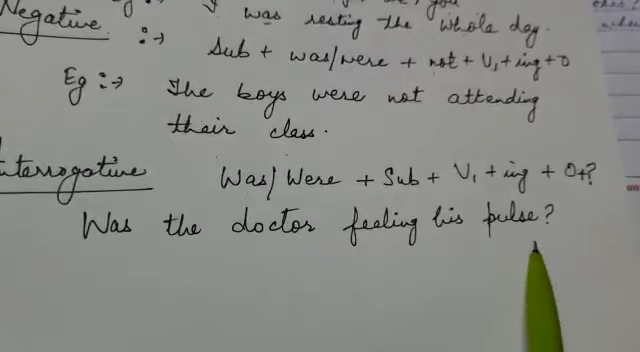 I was resting the whole day.
Negative :→ Sub + was/were + not + V1 + ing + O
Eg :→ The boys were not attending
their class.
Interrogative Was/Were + Sub + V1 + ing + O+?
Was the doctor feeling his pulse?